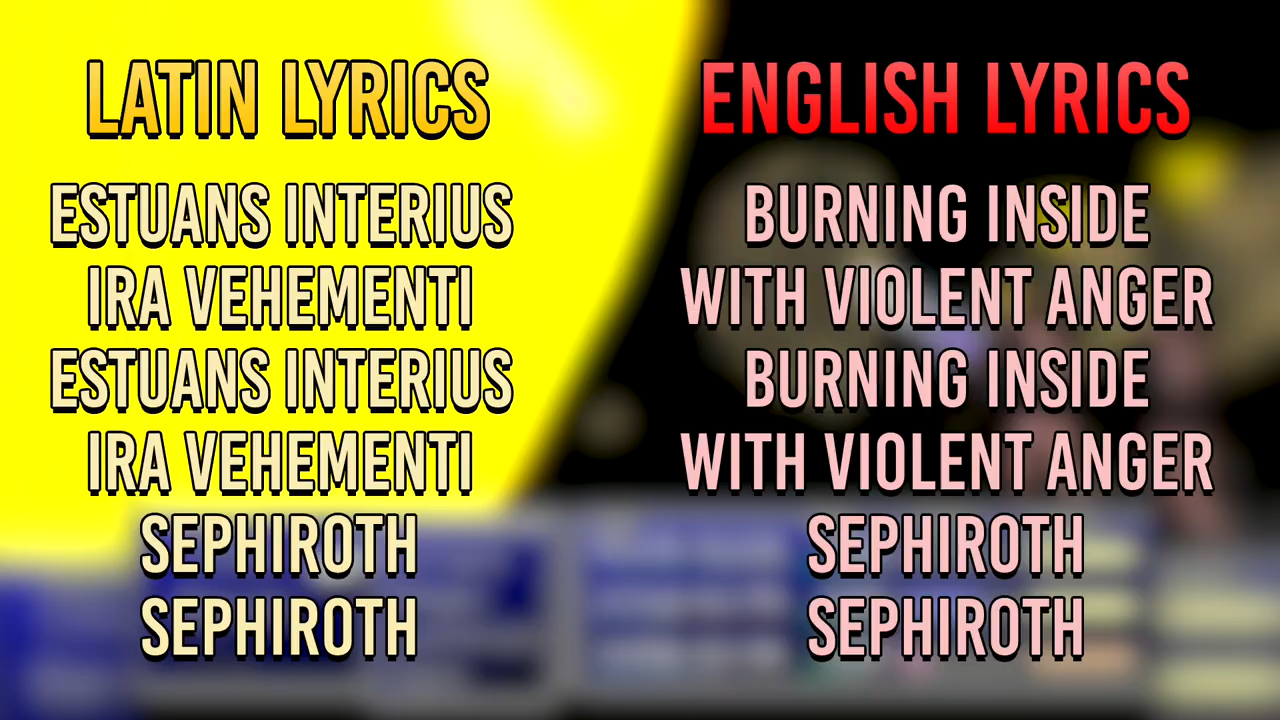 LATIN LYRICS
ESTUANS INTERIUS
IRA VEHEMENTI
ESTUANS INTERIUS
IRA VEHEMENTI
SEPHIROTH
SEPHIROTH
ENGLISH LYRICS
BURNING INSIDE
WITH VIOLENT ANGER
BURNING INSIDE
WITH VIOLENT ANGER
SEPHIROTH
SEPHIROTH